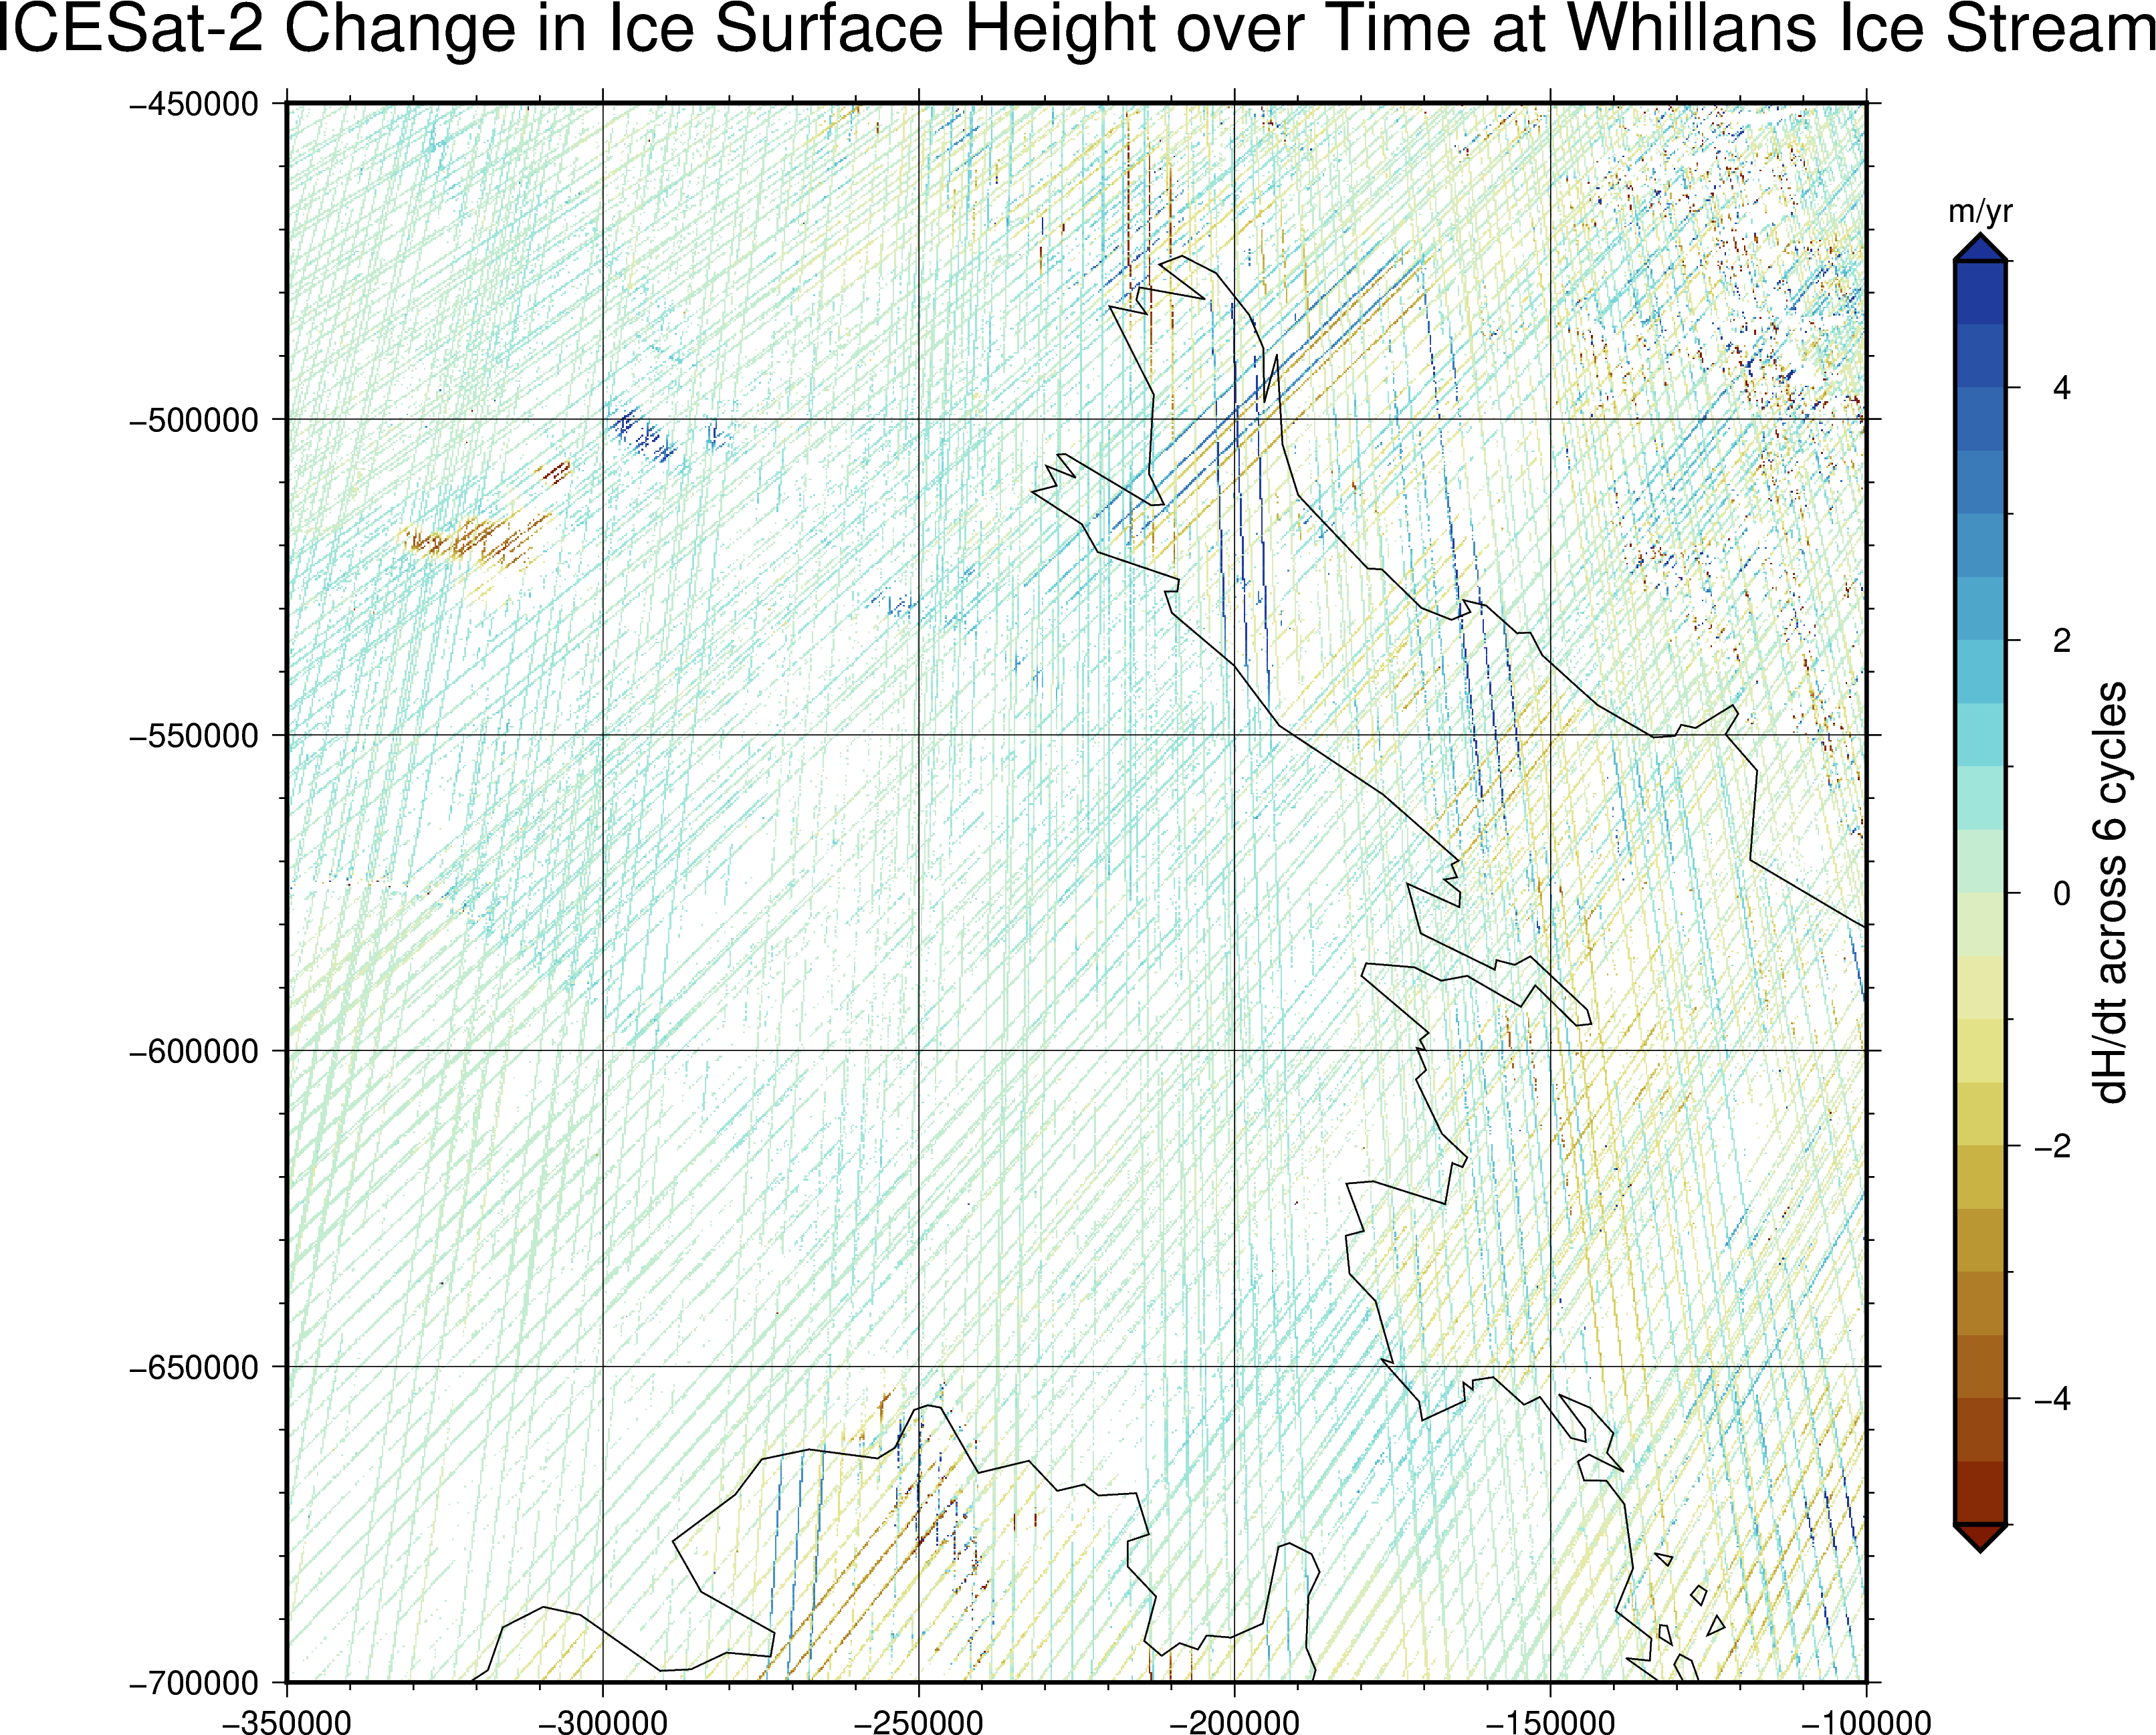 ICESat-2 Change in Ice Surface Height over Time at Whillans Ice Stream
−450000
−500000
−550000
−600000
−650000
−700000
−350000 −300000 −250000 −200000 −150000 −100000
m/yr
4
2
0
−2
−4
dH/dt across 6 cycles